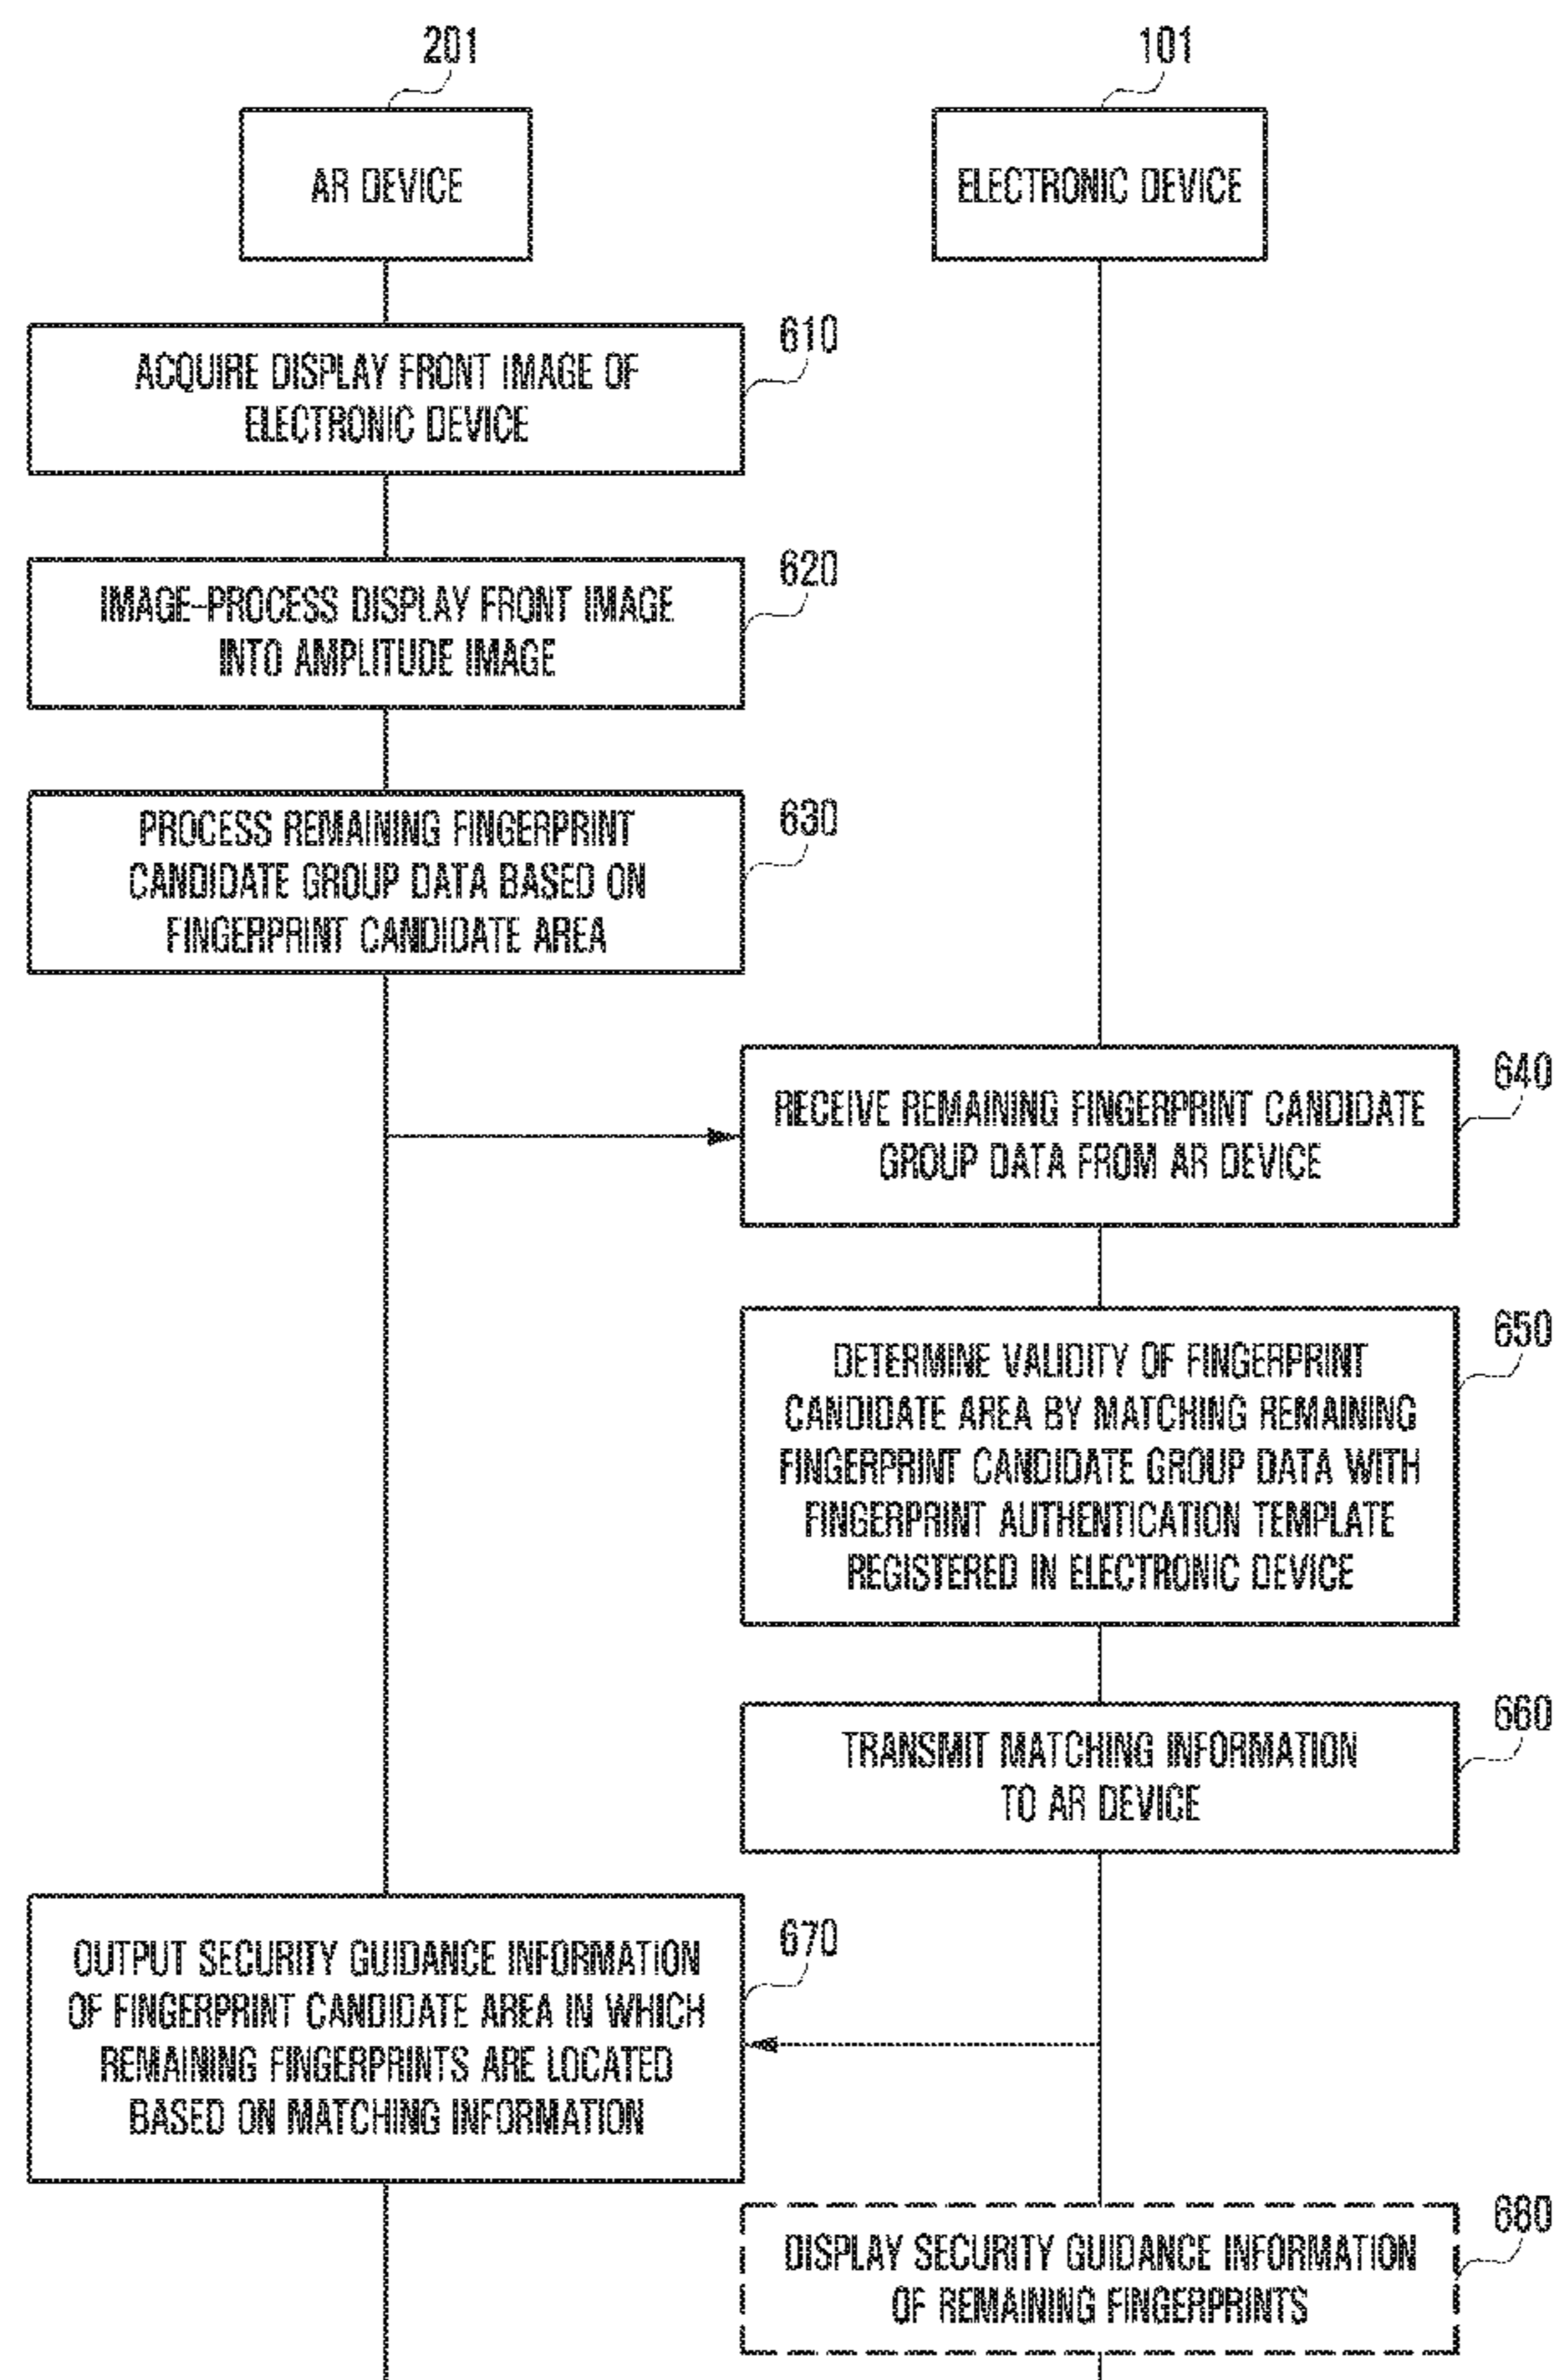 201
101
AR DEVICE
ELECTRONIC DEVICE
610
ACQUIRE DISPLAY FRONT IMAGE OF
ELECTRONIC DEVICE
620
IMAGE-PROCESS DISPLAY FRONT IMAGE
INTO AMPLITUDE IMAGE
630
PROCESS REMAINING FINGERPRINT
CANDIDATE GROUP DATA BASED ON
FINGERPRINT CANDIDATE AREA
640
RECEIVE REMAINING FINGERPRINT CANDIDATE
GROUP DATA FROM AR DEVICE
650
DETERMINE VALIDITY OF FINGERPRINT
CANDIDATE AREA BY MATCHING REMAINING
FINGERPRINT CANDIDATE GROUP DATA WITH
FINGERPRINT AUTHENTICATION TEMPLATE
REGISTERED IN ELECTRONIC DEVICE
660
TRANSMIT MATCHING INFORMATION
TO AR DEVICE
670
OUTPUT SECURITY GUIDANCE INFORMATION
OF FINGERPRINT CANDIDATE AREA IN WHICH
REMAINING FINGERPRINTS ARE LOCATED
BASED ON MATCHING INFORMATION
680
DISPLAY SECURITY GUIDANCE INFORMATION
OF REMAINING FINGERPRINTS